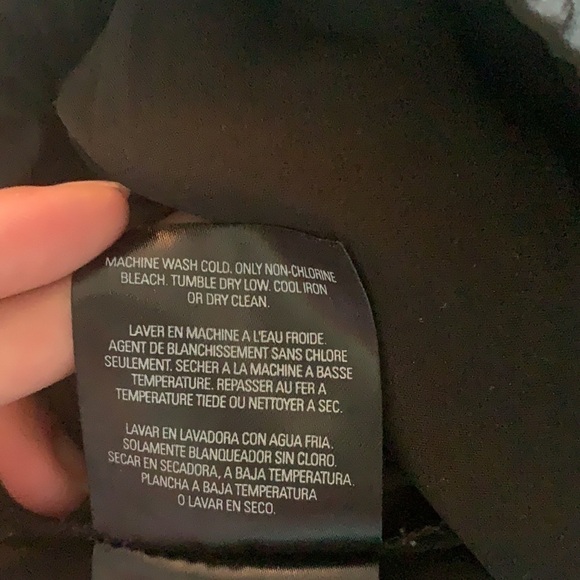 MACHINE WASH COLD. ONLY NON-CHLORINE
BLEACH. TUMBLE DRY LOW. COOL IRON
OR DRY CLEAN.
LAVER EN MACHINE A L'EAU FROIDE.
AGENT DE BLANCHISSEMENT SANS CHLORE
SEULEMENT. SECHER A LA MACHINE A BASSE
TEMPERATURE. REPASSER AU FER A
TEMPERATURE TIEDE OU NETTOYER A SEC.
LAVAR EN LAVADORA CON AGUA FRIA.
SOLAMENTE BLANQUEADOR SIN CLORO.
SECAR EN SECADORA, A BAJA TEMPERATURA.
PLANCHA A BAJA TEMPERATURA
O LAVAR EN SECO.